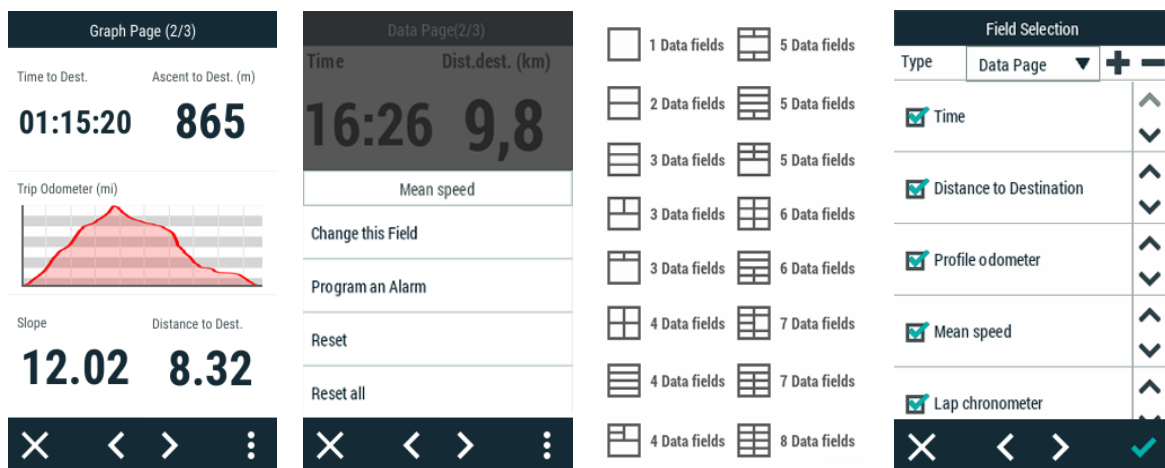 Graph Page (2/3)
Time to Dest. Ascent to Dest. (m)
01:15:20 865
Trip Odometer (mi)
Slope Distance to Dest.
12.02 8.32
Data Page(2/3)
Time Dist.dest. (km)
16:26 9,8
Mean speed
Change this Field
Program an Alarm
Reset
Reset all
1 Data fields 5 Data fields
2 Data fields 5 Data fields
3 Data fields 5 Data fields
3 Data fields 6 Data fields
3 Data fields 6 Data fields
4 Data fields 7 Data fields
4 Data fields 7 Data fields
4 Data fields 8 Data fields
Field Selection
Type Data Page
Time
Distance to Destination
Profile odometer
Mean speed
Lap chronometer